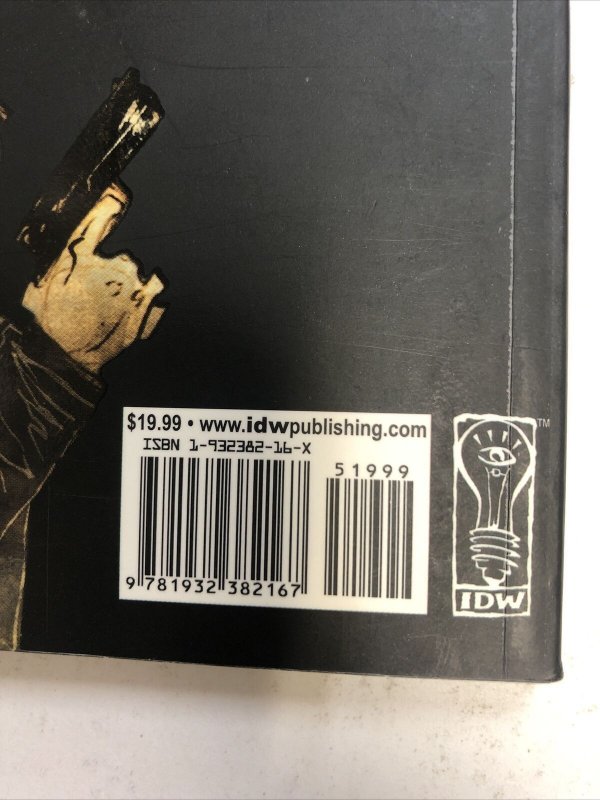 $19.99 • www.idwpublishing.com
ISBN 1-932382-16-X
51999
9 781932 382167
TM
IDW